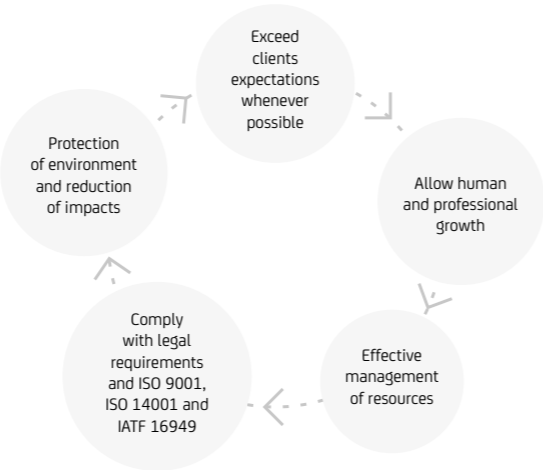 Exceed
clients
expectations
whenever
possible
Allow human
and professional
growth
Effective
management
of resources
Comply
with legal
requirements
and ISO 9001,
ISO 14001 and
IATF 16949
Protection
of environment
and reduction
of impacts